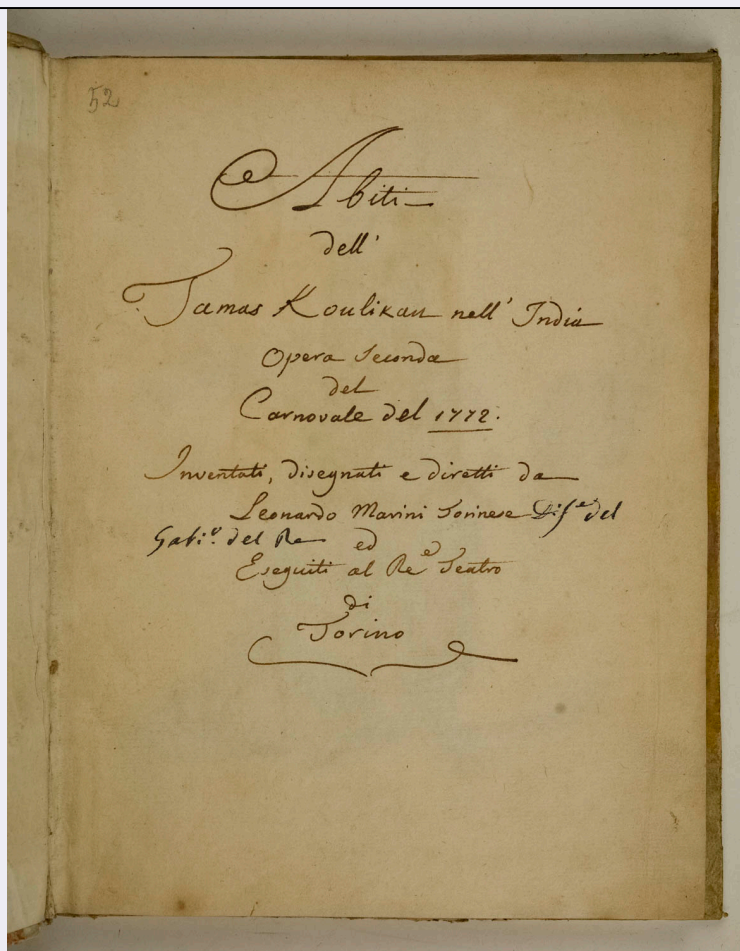 52
Abiti
dell'
Tamas Koulikan nell' India
Opera Seconda
del
Carnovale del 1772.
Inventati, disegnati e diretti da
Leonardo Marini Torinese Dis.e del
Gabi.o del Re
ed
Eseguiti al Re.e Teatro
di
Torino